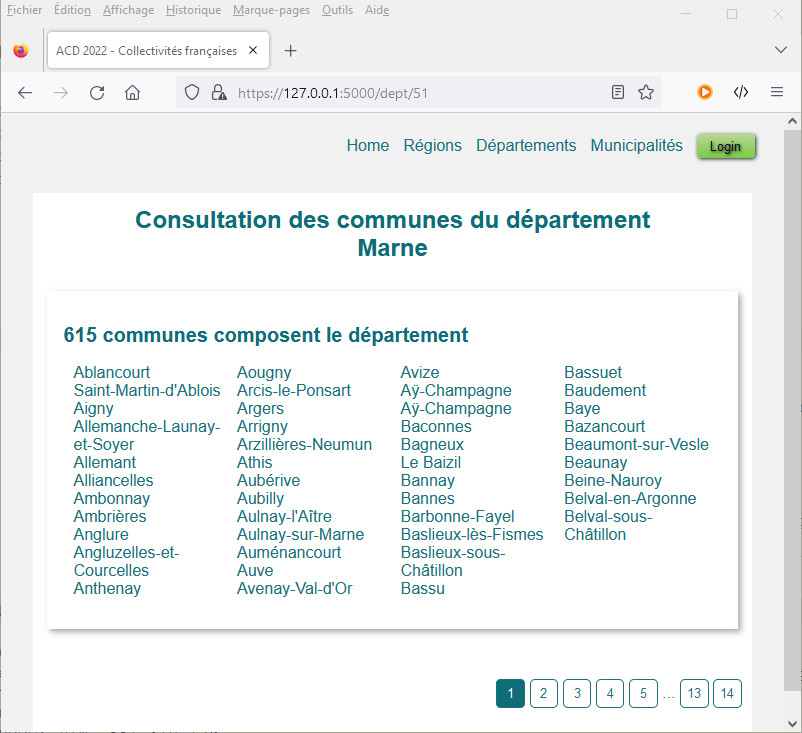 Fichier Édition Affichage Historique Marque-pages Outils Aide
ACD 2022 - Collectivités françaises
https://127.0.0.1:5000/dept/51
Home Régions Départements Municipalités Login
Consultation des communes du département
Marne
615 communes composent le département
Ablancourt
Saint-Martin-d'Ablois
Aigny
Allemanche-Launay-
et-Soyer
Allemant
Alliancelles
Ambonnay
Ambrières
Anglure
Angluzelles-et-
Courcelles
Anthenay
Aougny
Arcis-le-Ponsart
Argers
Arrigny
Arzillières-Neumun
Athis
Aubérive
Aubilly
Aulnay-l'Aître
Aulnay-sur-Marne
Auménancourt
Auve
Avenay-Val-d'Or
Avize
Aÿ-Champagne
Aÿ-Champagne
Baconnes
Bagneux
Le Baizil
Bannay
Bannes
Barbonne-Fayel
Baslieux-lès-Fismes
Baslieux-sous-
Châtillon
Bassu
Bassuet
Baudement
Baye
Bazancourt
Beaumont-sur-Vesle
Beaunay
Beine-Nauroy
Belval-en-Argonne
Belval-sous-
Châtillon
1 2 3 4 5 ... 13 14